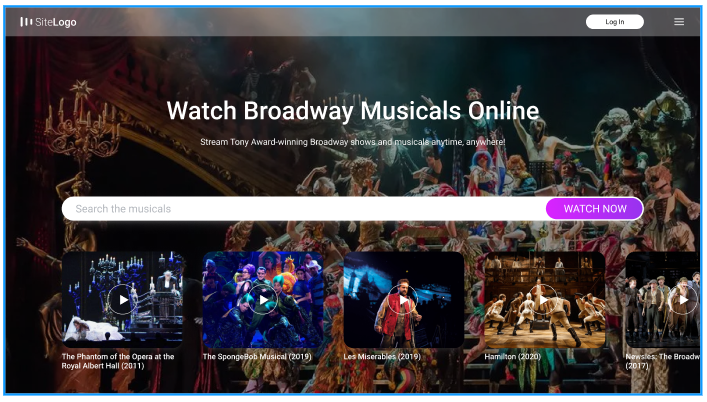 SiteLogo
Log In
Watch Broadway Musicals Online
Stream Tony Award-winning Broadway shows and musicals anytime, anywhere!
Search the musicals
WATCH NOW
The Phantom of the Opera at the
Royal Albert Hall (2011)
The SpongeBob Musical (2019)
Les Miserables (2019)
Hamilton (2020)
Newsies: The Broadw
(2017)